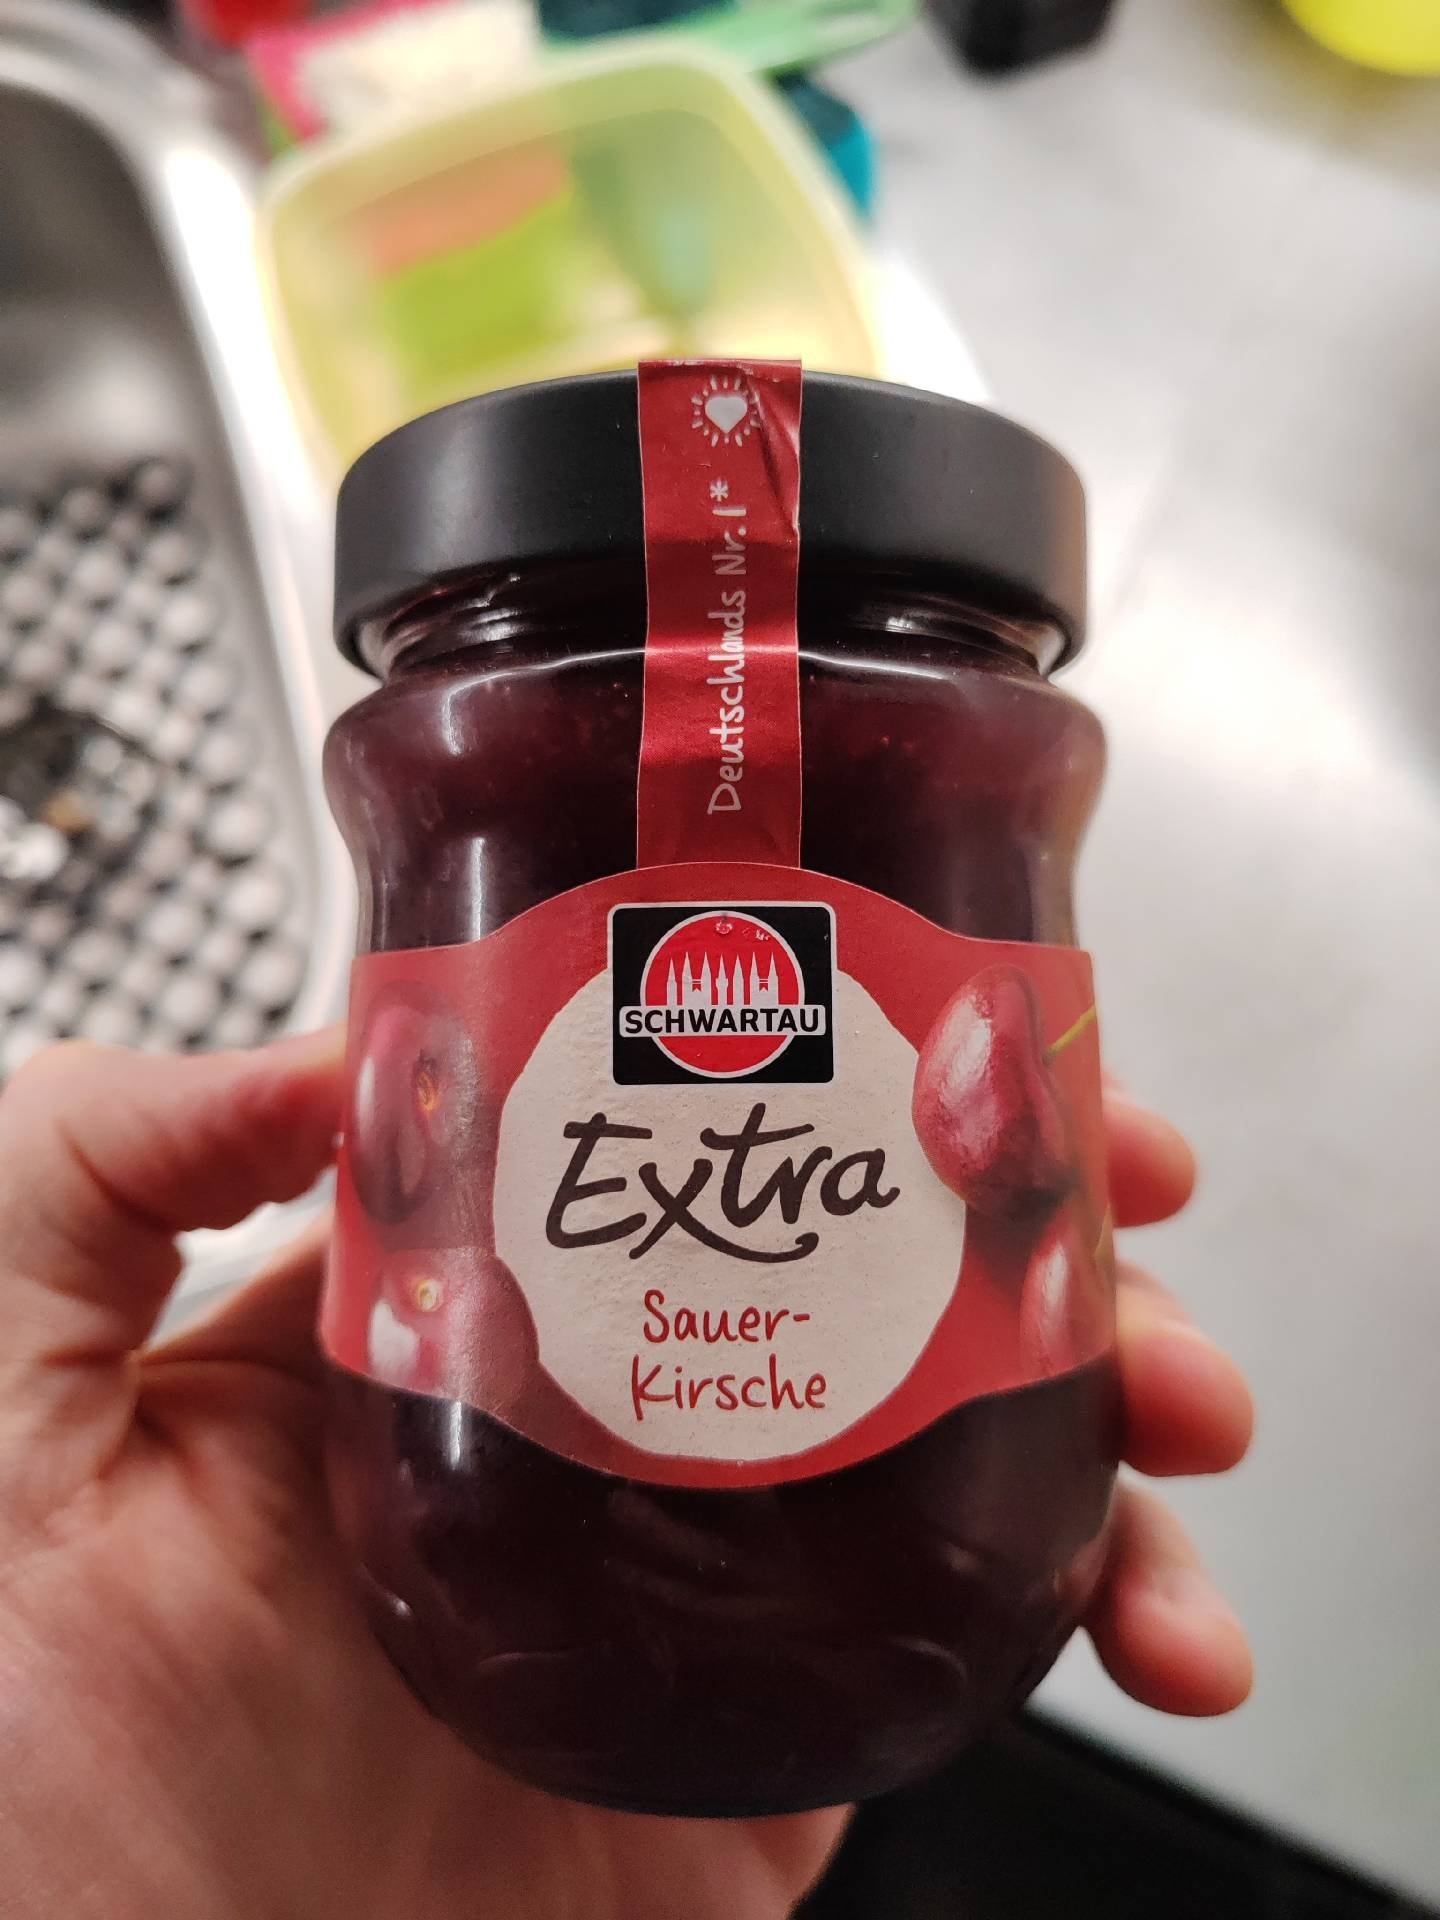 Deutschlands Nr. 1*
SCHWARTAU
Extra
Sauer-
Kirsche